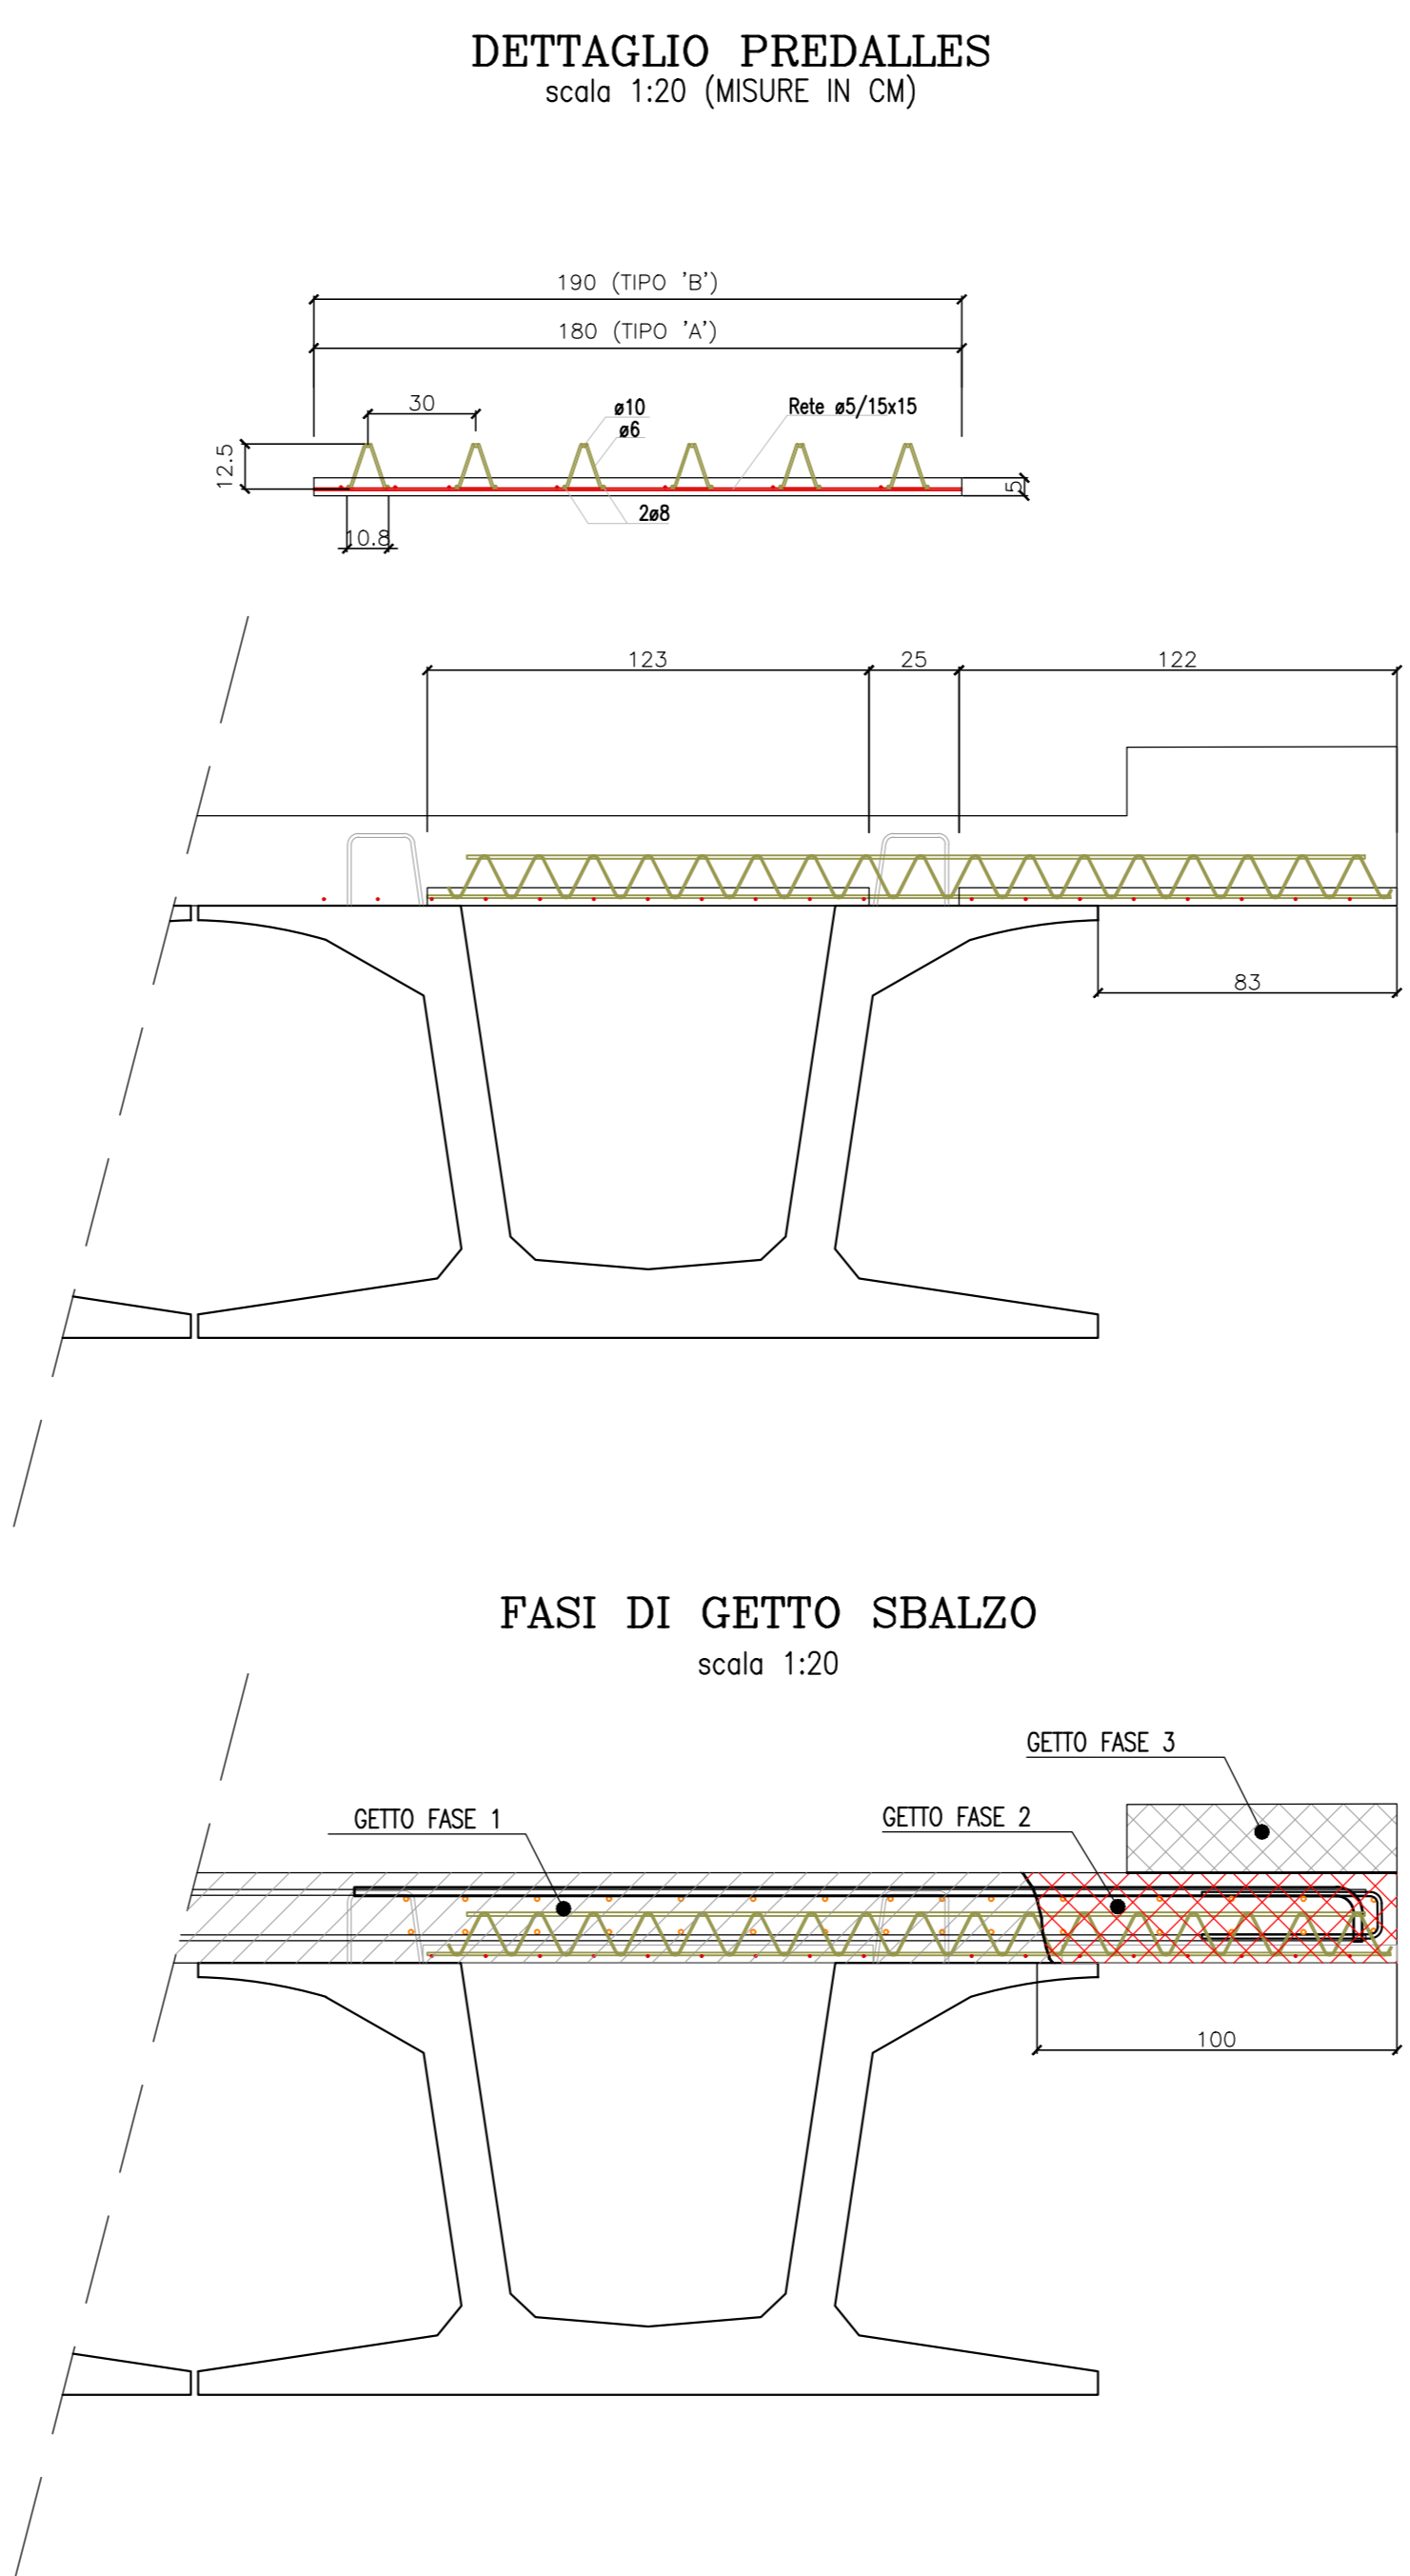 DETTAGLIO PREDALLES
scala 1:20 (MISURE IN CM)
190 (TIPO 'B')
180 (TIPO 'A')
30
ø10
Rete ø5/15x15
ø6
12.5
5
2ø8
10.8
123
25
122
83
FASI DI GETTO SBALZO
scala 1:20
GETTO FASE 3
GETTO FASE 1
GETTO FASE 2
100